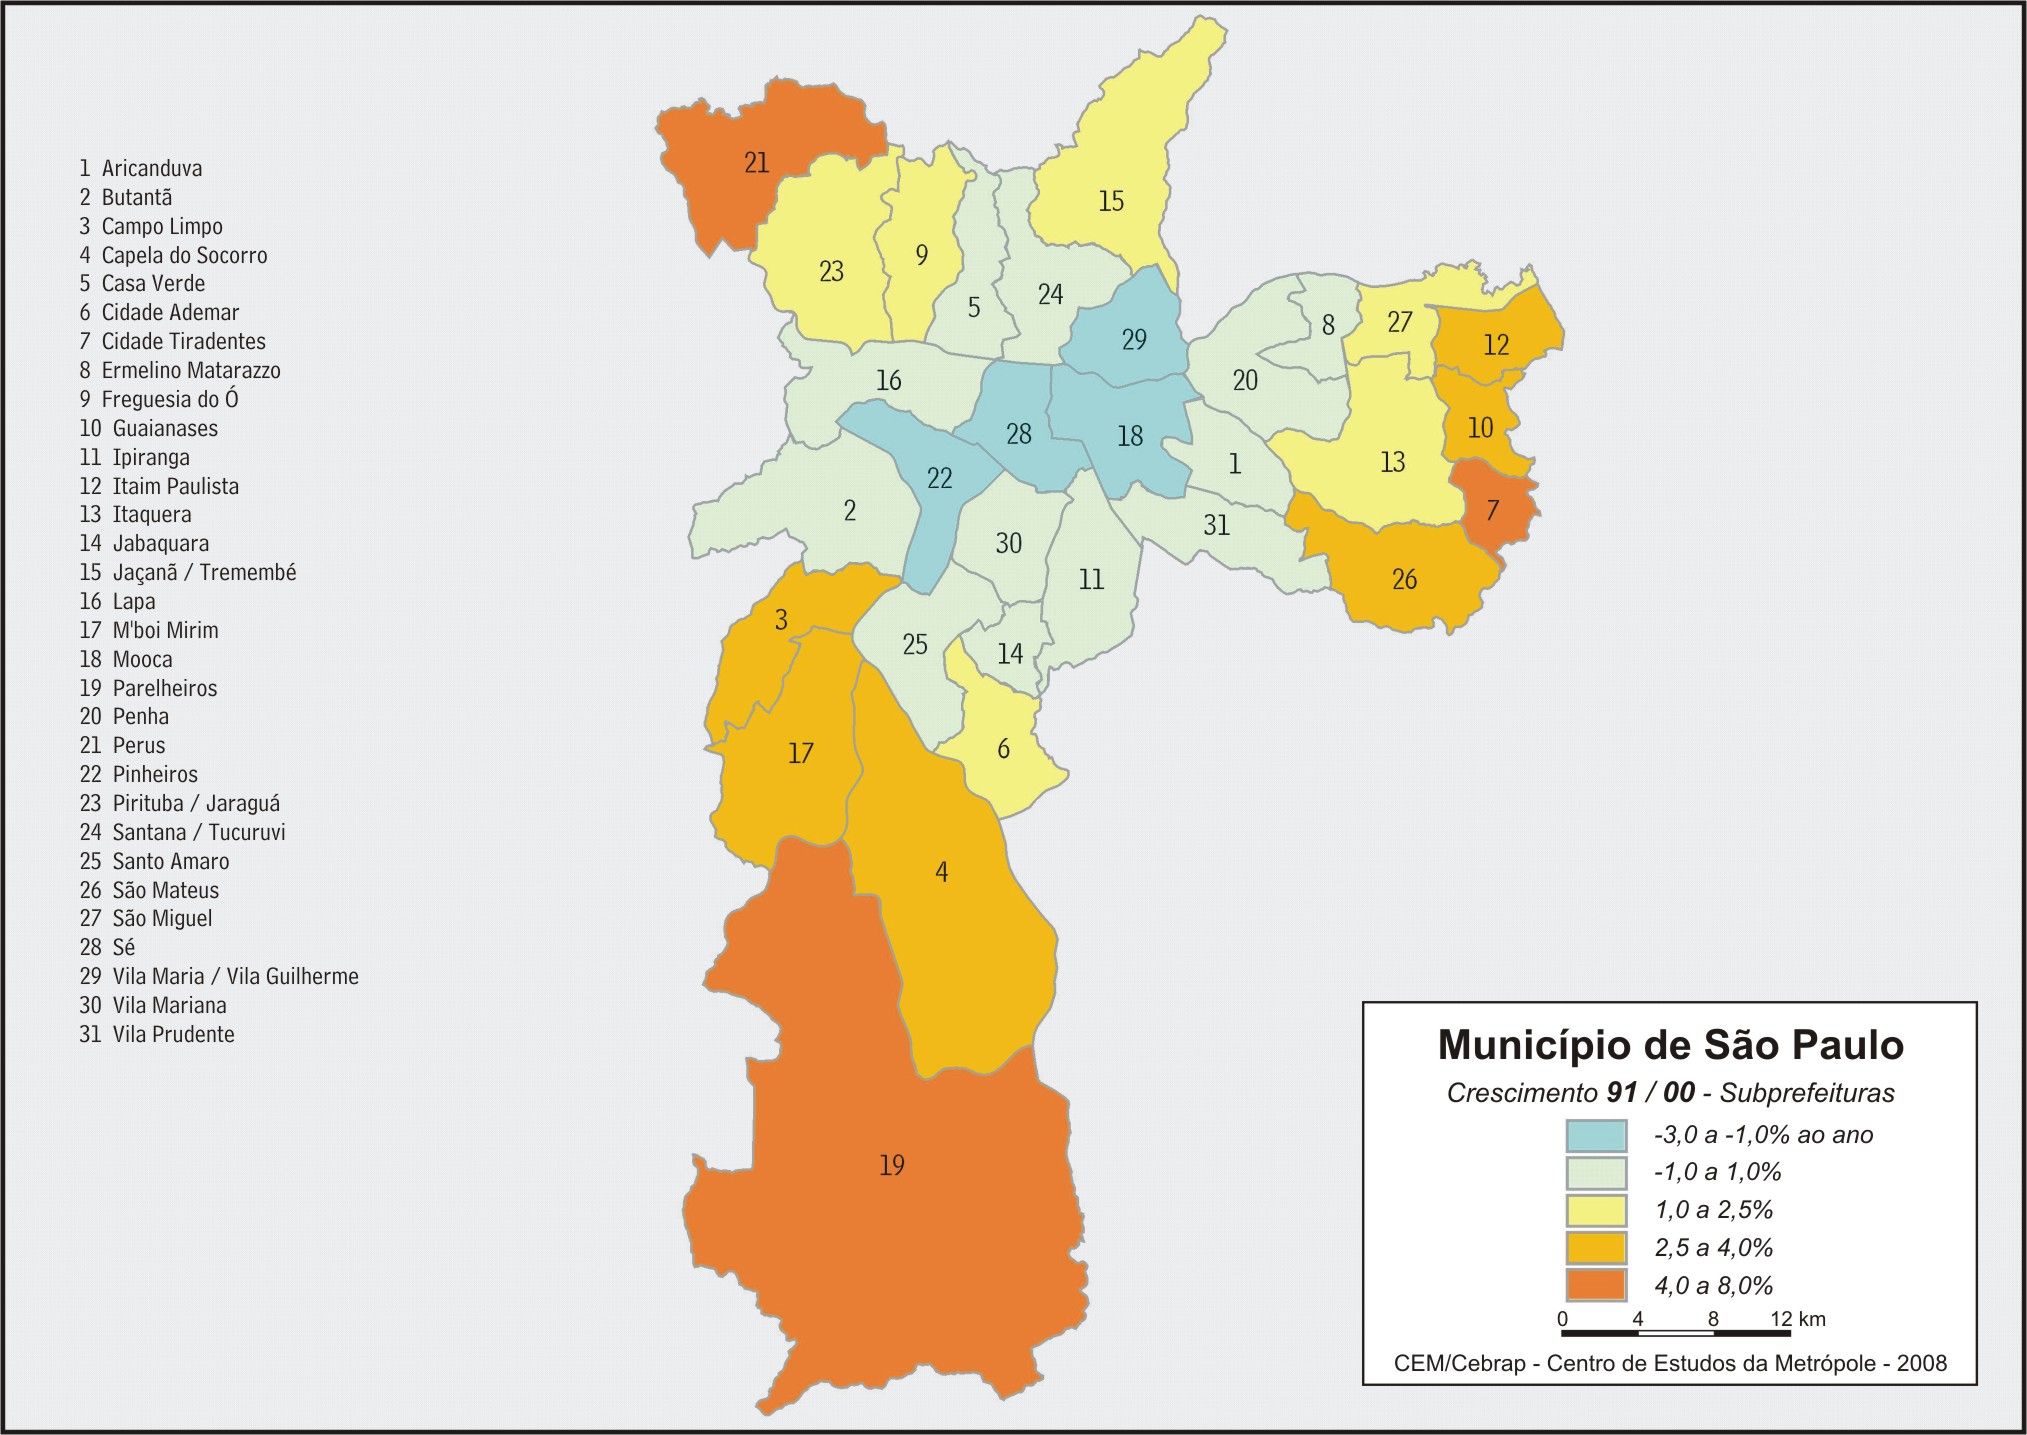 1 Aricanduva
2 Butantã
3 Campo Limpo
4 Capela do Socorro
5 Casa Verde
6 Cidade Ademar
7 Cidade Tiradentes
8 Ermelino Matarazzo
9 Freguesia do Ó
10 Guaianases
11 Ipiranga
12 Itaim Paulista
13 Itaquera
14 Jabaquara
15 Jaçanã / Tremembé
16 Lapa
17 M'boi Mirim
18 Mooca
19 Parelheiros
20 Penha
21 Perus
22 Pinheiros
23 Pirituba / Jaraguá
24 Santana / Tucuruvi
25 Santo Amaro
26 São Mateus
27 São Miguel
28 Sé
29 Vila Maria / Vila Guilherme
30 Vila Mariana
31 Vila Prudente
21
15
9
23
24
5
27
8
29
12
16
20
10
28
18
13
1
22
2
7
31
30
11
26
3
25
14
6
17
4
19
Município de São Paulo
Crescimento 91 / 00 - Subprefeituras
-3,0 a -1,0% ao ano
-1,0 a 1,0%
1,0 a 2,5%
2,5 a 4,0%
4,0 a 8,0%
0 4 8 12 km
CEM/Cebrap - Centro de Estudos da Metrópole - 2008